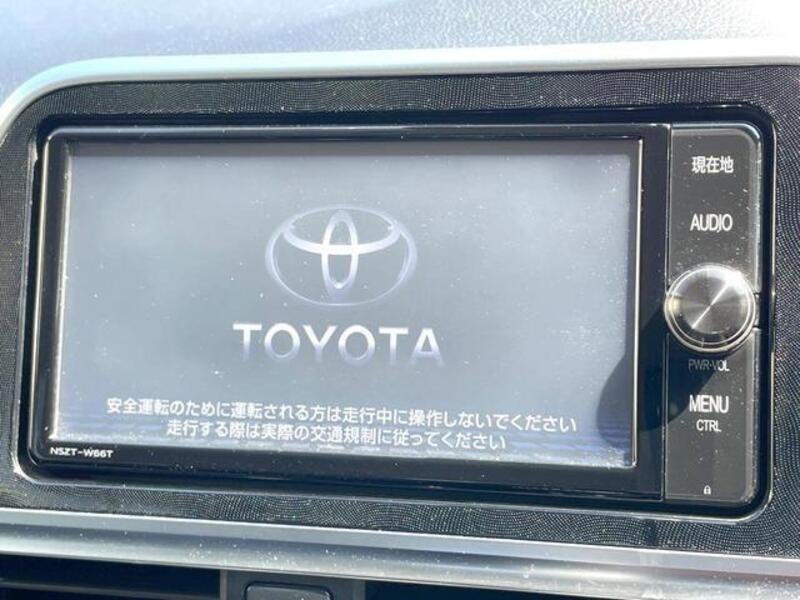 現在地
AUDIO
TOYOTA
PWR·VOL
MENU
CTRL
安全運転のために運転される方は走行中に操作しないでください
走行する際は実際の交通規制に従ってください
NSZT-W66T